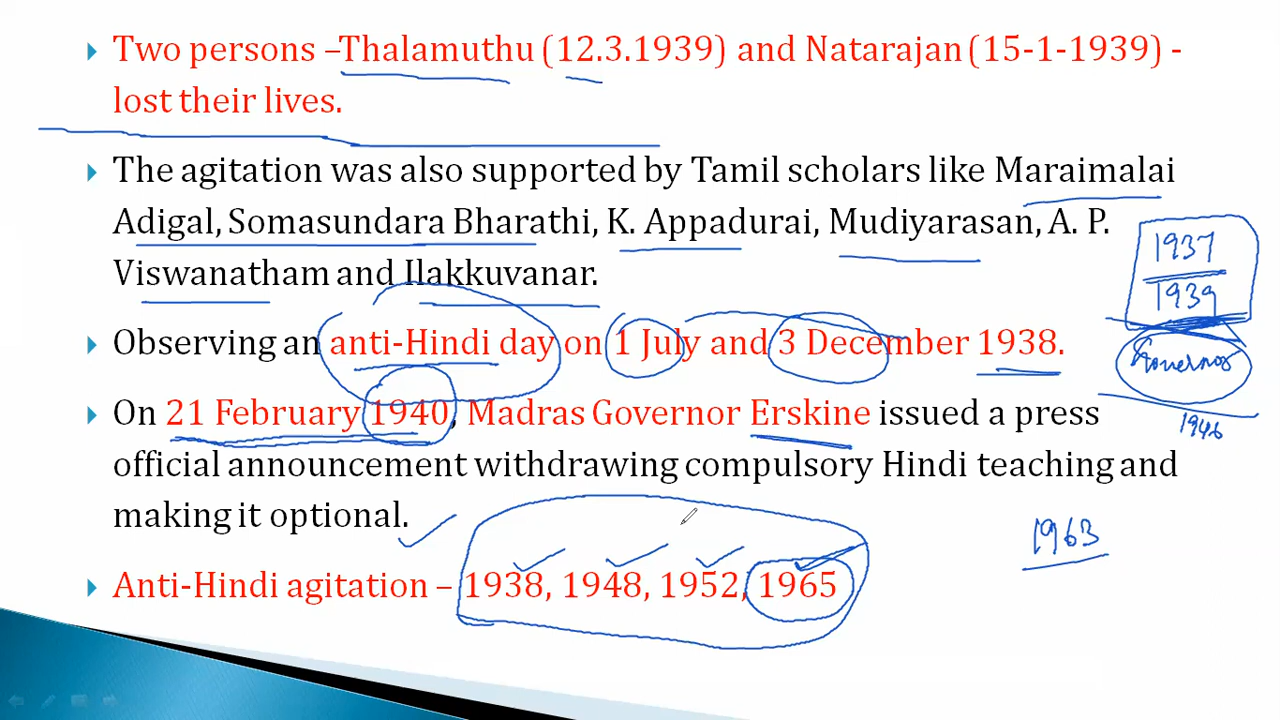 Two persons –Thalamuthu (12.3.1939) and Natarajan (15-1-1939) -
lost their lives.
The agitation was also supported by Tamil scholars like Maraimalai
Adigal, Somasundara Bharathi, K. Appadurai, Mudiyarasan, A. P.
Viswanatham and Ilakkuvanar.
1937
1939
Observing an anti-Hindi day on 1 July and 3 December 1938.
Governor
On 21 February 1940, Madras Governor Erskine issued a press
1946
official announcement withdrawing compulsory Hindi teaching and
making it optional.
1963
Anti-Hindi agitation – 1938, 1948, 1952, 1965